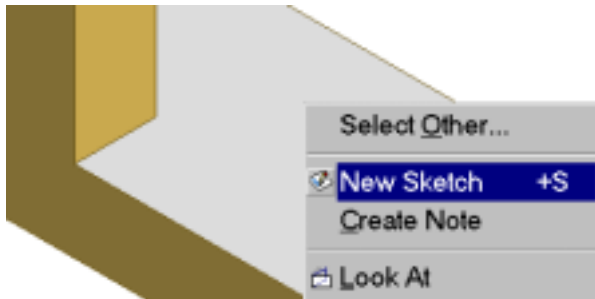 Select Other...
New Sketch +S
Create Note
Look At